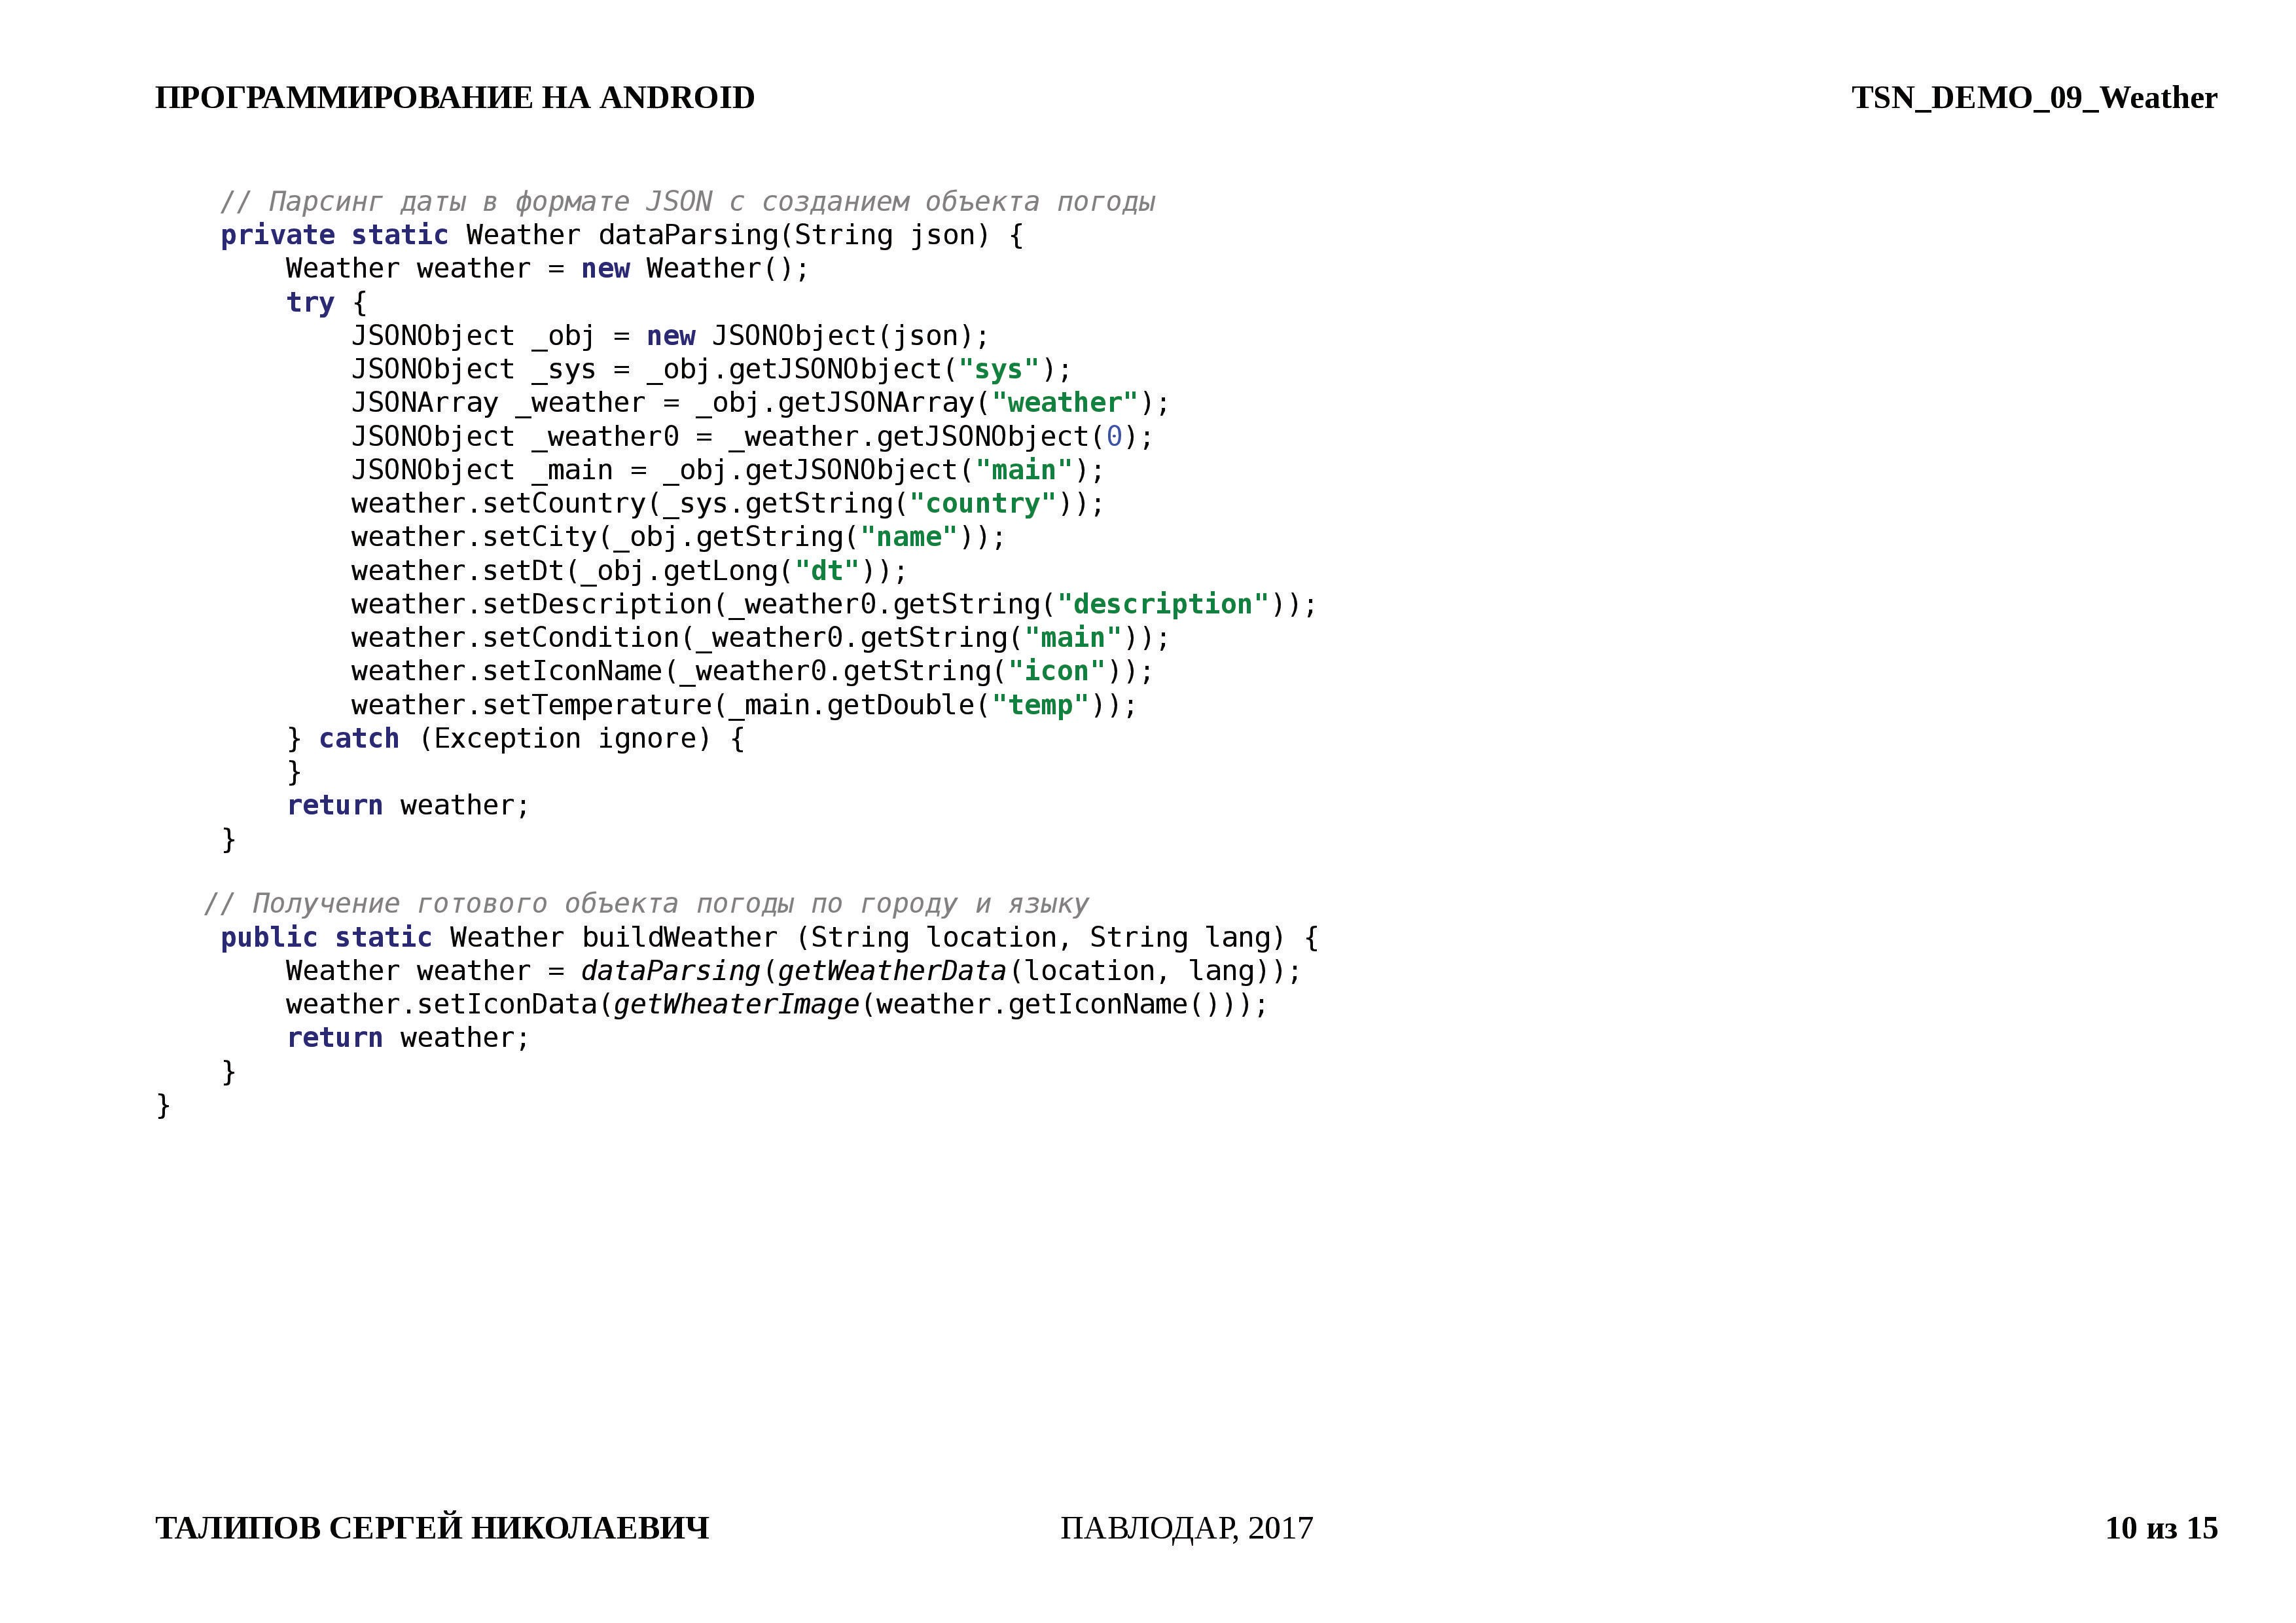 ПРОГРАММИРОВАНИЕ НА ANDROID TSN_DEMO_09_Weather
// Парсинг даты в формате JSON с созданием объекта погоды
private static Weather dataParsing(String json) {
Weather weather = new Weather();
try {
JSONObject _obj = new JSONObject(json);
JSONObject _sys = _obj.getJSONObject("sys");
JSONArray _weather = _obj.getJSONArray("weather");
JSONObject _weather0 = _weather.getJSONObject(0);
JSONObject _main = _obj.getJSONObject("main");
weather.setCountry(_sys.getString("country"));
weather.setCity(_obj.getString("name"));
weather.setDt(_obj.getLong("dt"));
weather.setDescription(_weather0.getString("description"));
weather.setCondition(_weather0.getString("main"));
weather.setIconName(_weather0.getString("icon"));
weather.setTemperature(_main.getDouble("temp"));
} catch (Exception ignore) {
}
return weather;
}
// Получение готового объекта погоды по городу и языку
public static Weather buildWeather (String location, String lang) {
Weather weather = dataParsing(getWeatherData(location, lang));
weather.setIconData(getWheaterImage(weather.getIconName()));
return weather;
}
}
ТАЛИПОВ СЕРГЕЙ НИКОЛАЕВИЧ ПАВЛОДАР, 2017 10 из 15